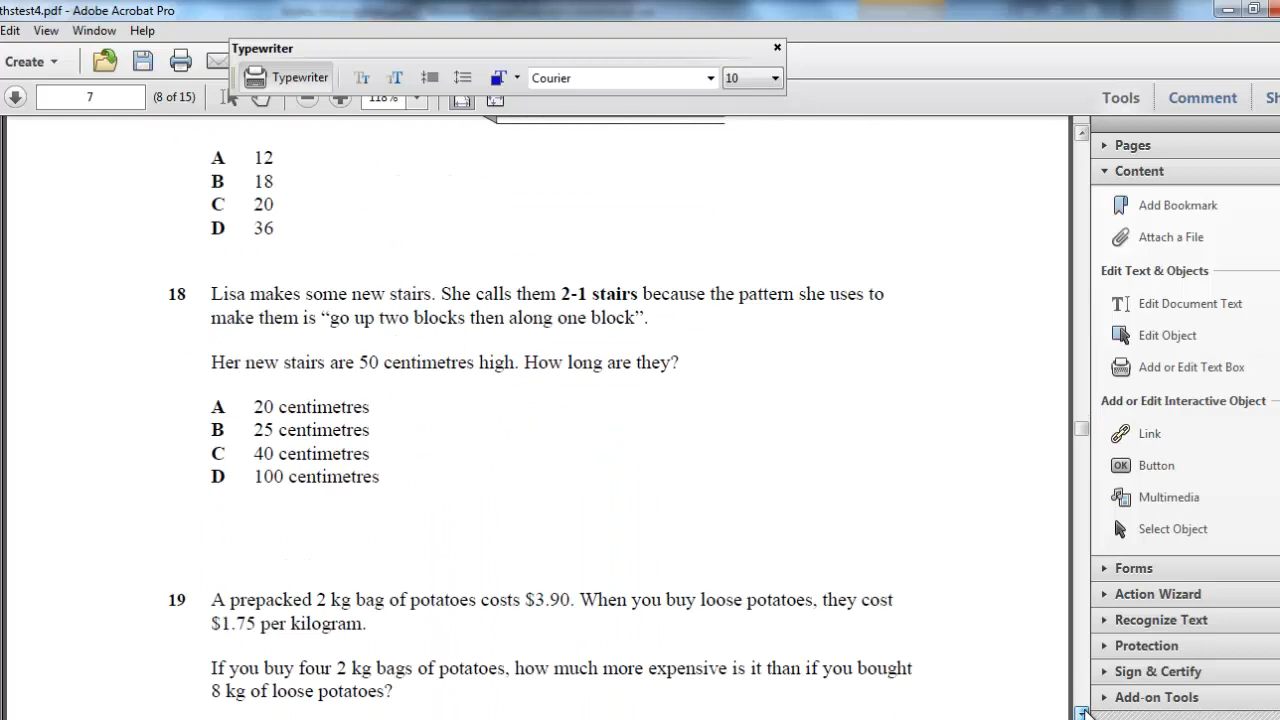 thstest4.pdf - Adobe Acrobat Pro
Edit View Window Help
Typewriter
Create
Typewriter Courier 10
7 (8 of 15) 118% Tools Comment
Pages
Content
Add Bookmark
Attach a File
Edit Text & Objects
Edit Document Text
Edit Object
Add or Edit Text Box
Add or Edit Interactive Object
Link
OK Button
Multimedia
Select Object
Forms
Action Wizard
Recognize Text
Protection
Sign & Certify
Add-on Tools
A 12
B 18
C 20
D 36
18 Lisa makes some new stairs. She calls them 2-1 stairs because the pattern she uses to
make them is “go up two blocks then along one block”.
Her new stairs are 50 centimetres high. How long are they?
A 20 centimetres
B 25 centimetres
C 40 centimetres
D 100 centimetres
19 A prepacked 2 kg bag of potatoes costs $3.90. When you buy loose potatoes, they cost
$1.75 per kilogram.
If you buy four 2 kg bags of potatoes, how much more expensive is it than if you bought
8 kg of loose potatoes?